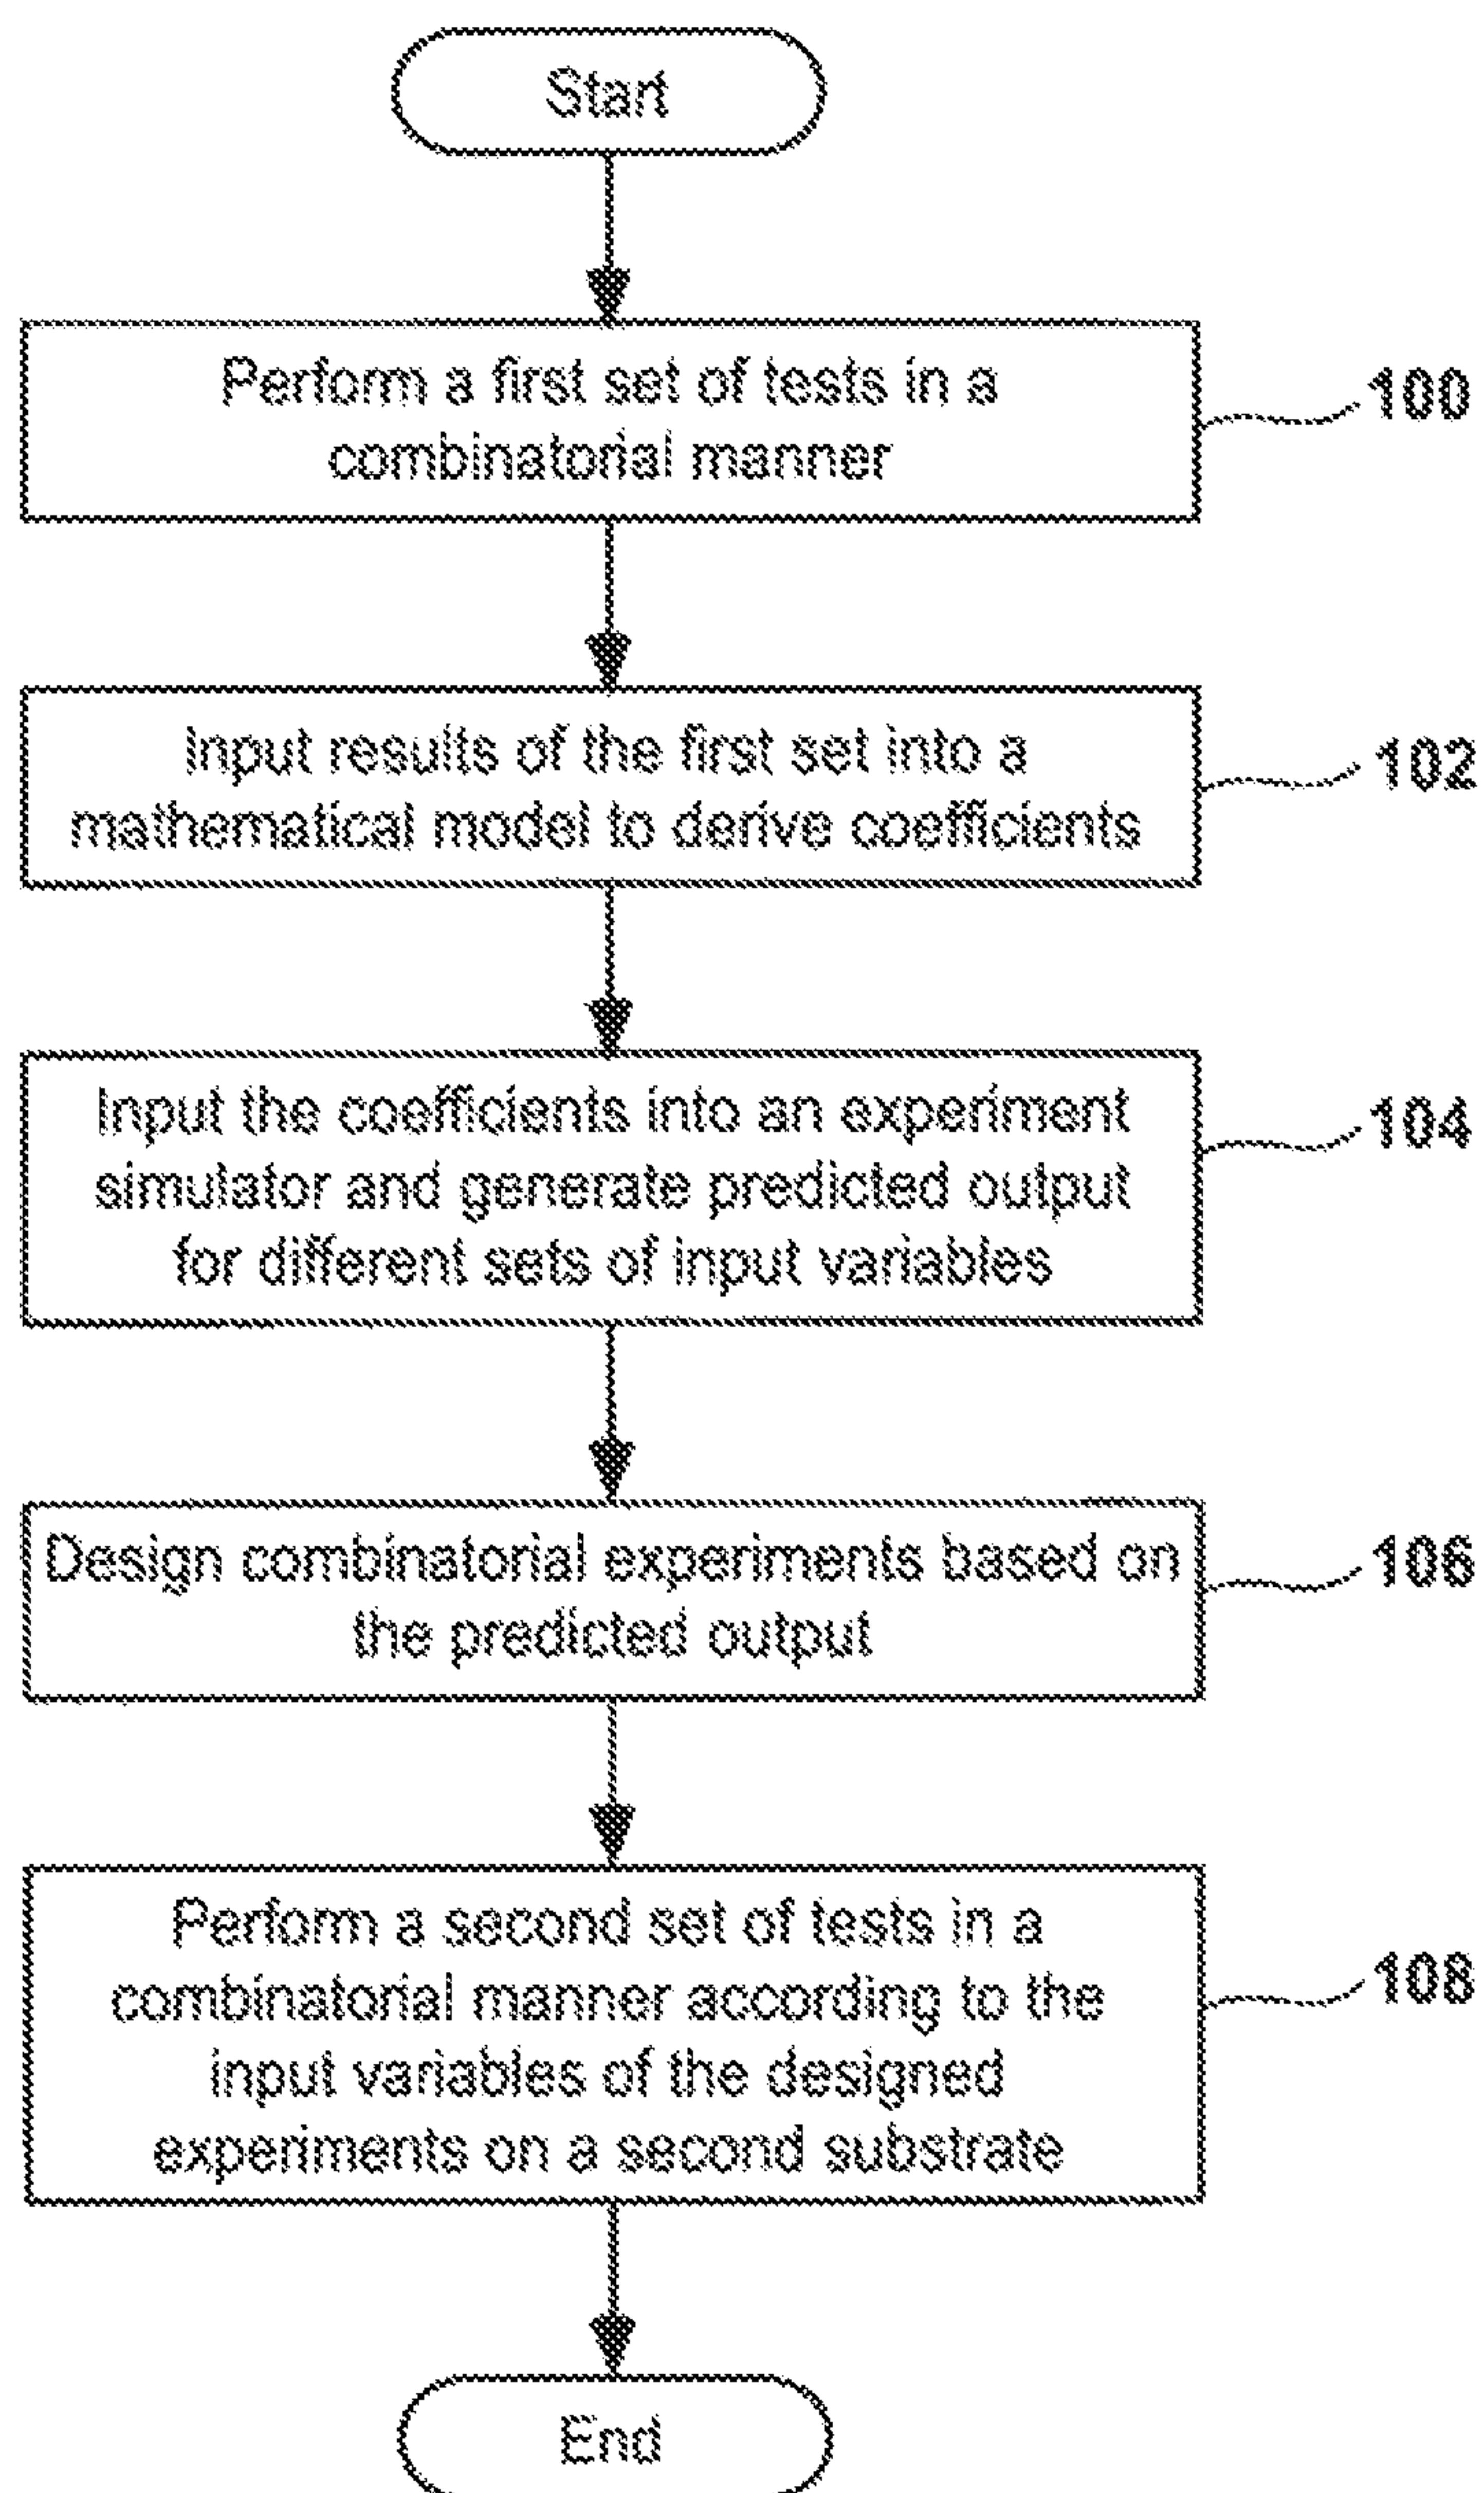 Start
Perform a first set of tests in a
combinatorial manner
100
Input results of the first set into a
mathematical model to derive coefficients
102
Input the coefficients into an experiment
simulator and generate predicted output
for different sets of input variables
104
Design combinatorial experiments based on
the predicted output
106
Perform a second set of tests in a
combinatorial manner according to the
input variables of the designed
experiments on a second substrate
108
End